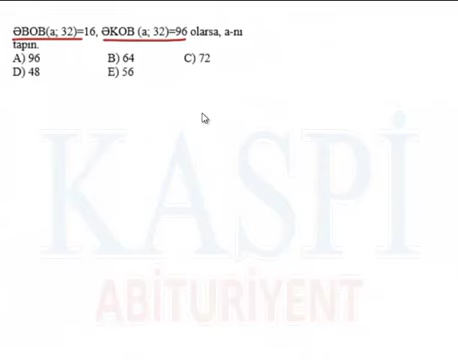 ƏBOB(a; 32)=16, ƏKOB (a; 32)=96 olarsa, a-nı
tapın.
A) 96 B) 64 C) 72
D) 48 E) 56
KASPİ
ABİTURİYENT